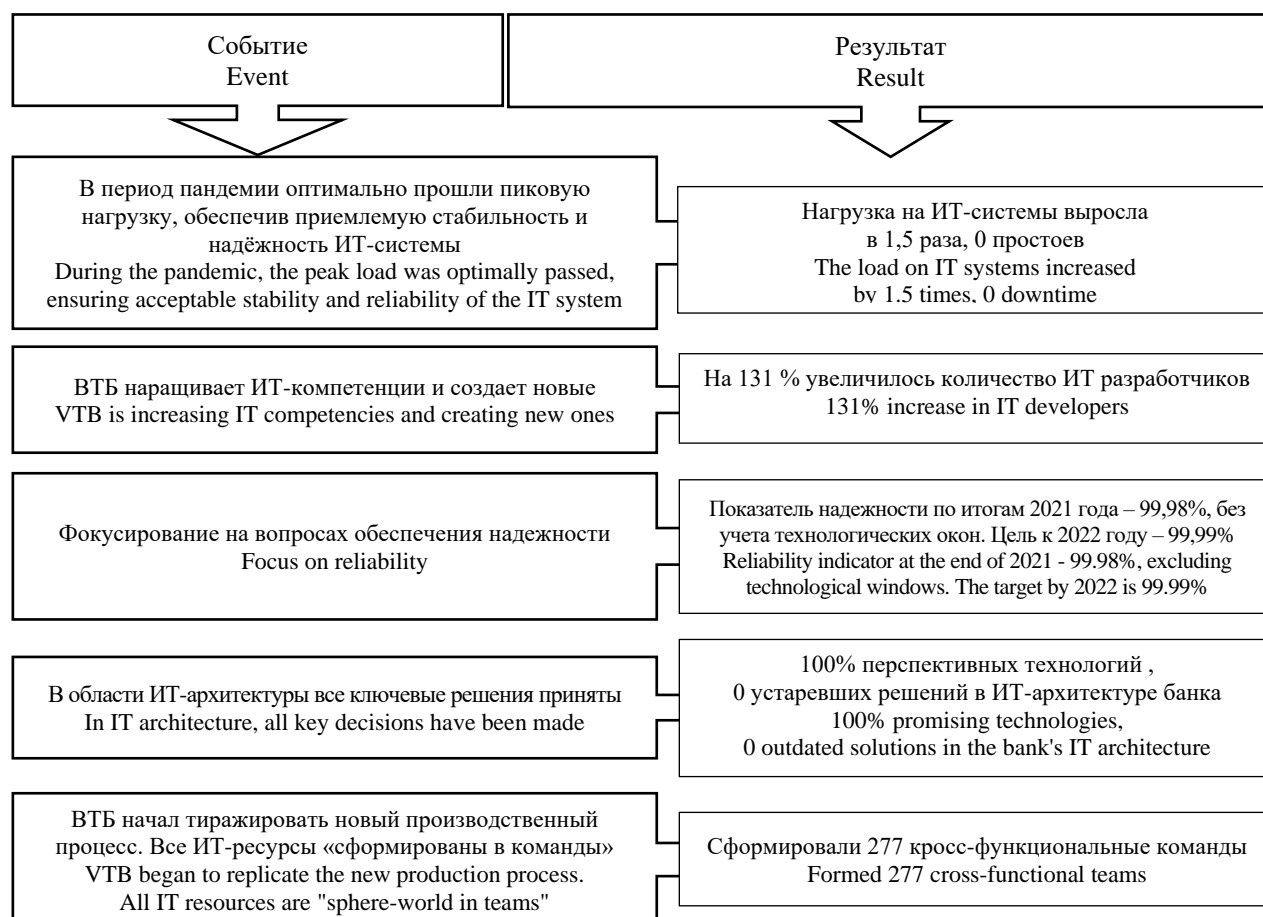 Событие
Event
Результат
Result
В период пандемии оптимально прошли пиковую
нагрузку, обеспечив приемлемую стабильность и
надёжность ИТ-системы
During the pandemic, the peak load was optimally passed,
ensuring acceptable stability and reliability of the IT system
Нагрузка на ИТ-системы выросла
в 1,5 раза, 0 простоев
The load on IT systems increased
by 1.5 times, 0 downtime
ВТБ наращивает ИТ-компетенции и создает новые
VTB is increasing IT competencies and creating new ones
На 131 % увеличилось количество ИТ разработчиков
131% increase in IT developers
Фокусирование на вопросах обеспечения надежности
Focus on reliability
Показатель надежности по итогам 2021 года – 99,98%, без
учета технологических окон. Цель к 2022 году – 99,99%
Reliability indicator at the end of 2021 - 99.98%, excluding
technological windows. The target by 2022 is 99.99%
В области ИТ-архитектуры все ключевые решения приняты
In IT architecture, all key decisions have been made
100% перспективных технологий ,
0 устаревших решений в ИТ-архитектуре банка
100% promising technologies,
0 outdated solutions in the bank's IT architecture
ВТБ начал тиражировать новый производственный
процесс. Все ИТ-ресурсы «сформированы в команды»
VTB began to replicate the new production process.
All IT resources are "sphere-world in teams"
Сформировали 277 кросс-функциональные команды
Formed 277 cross-functional teams